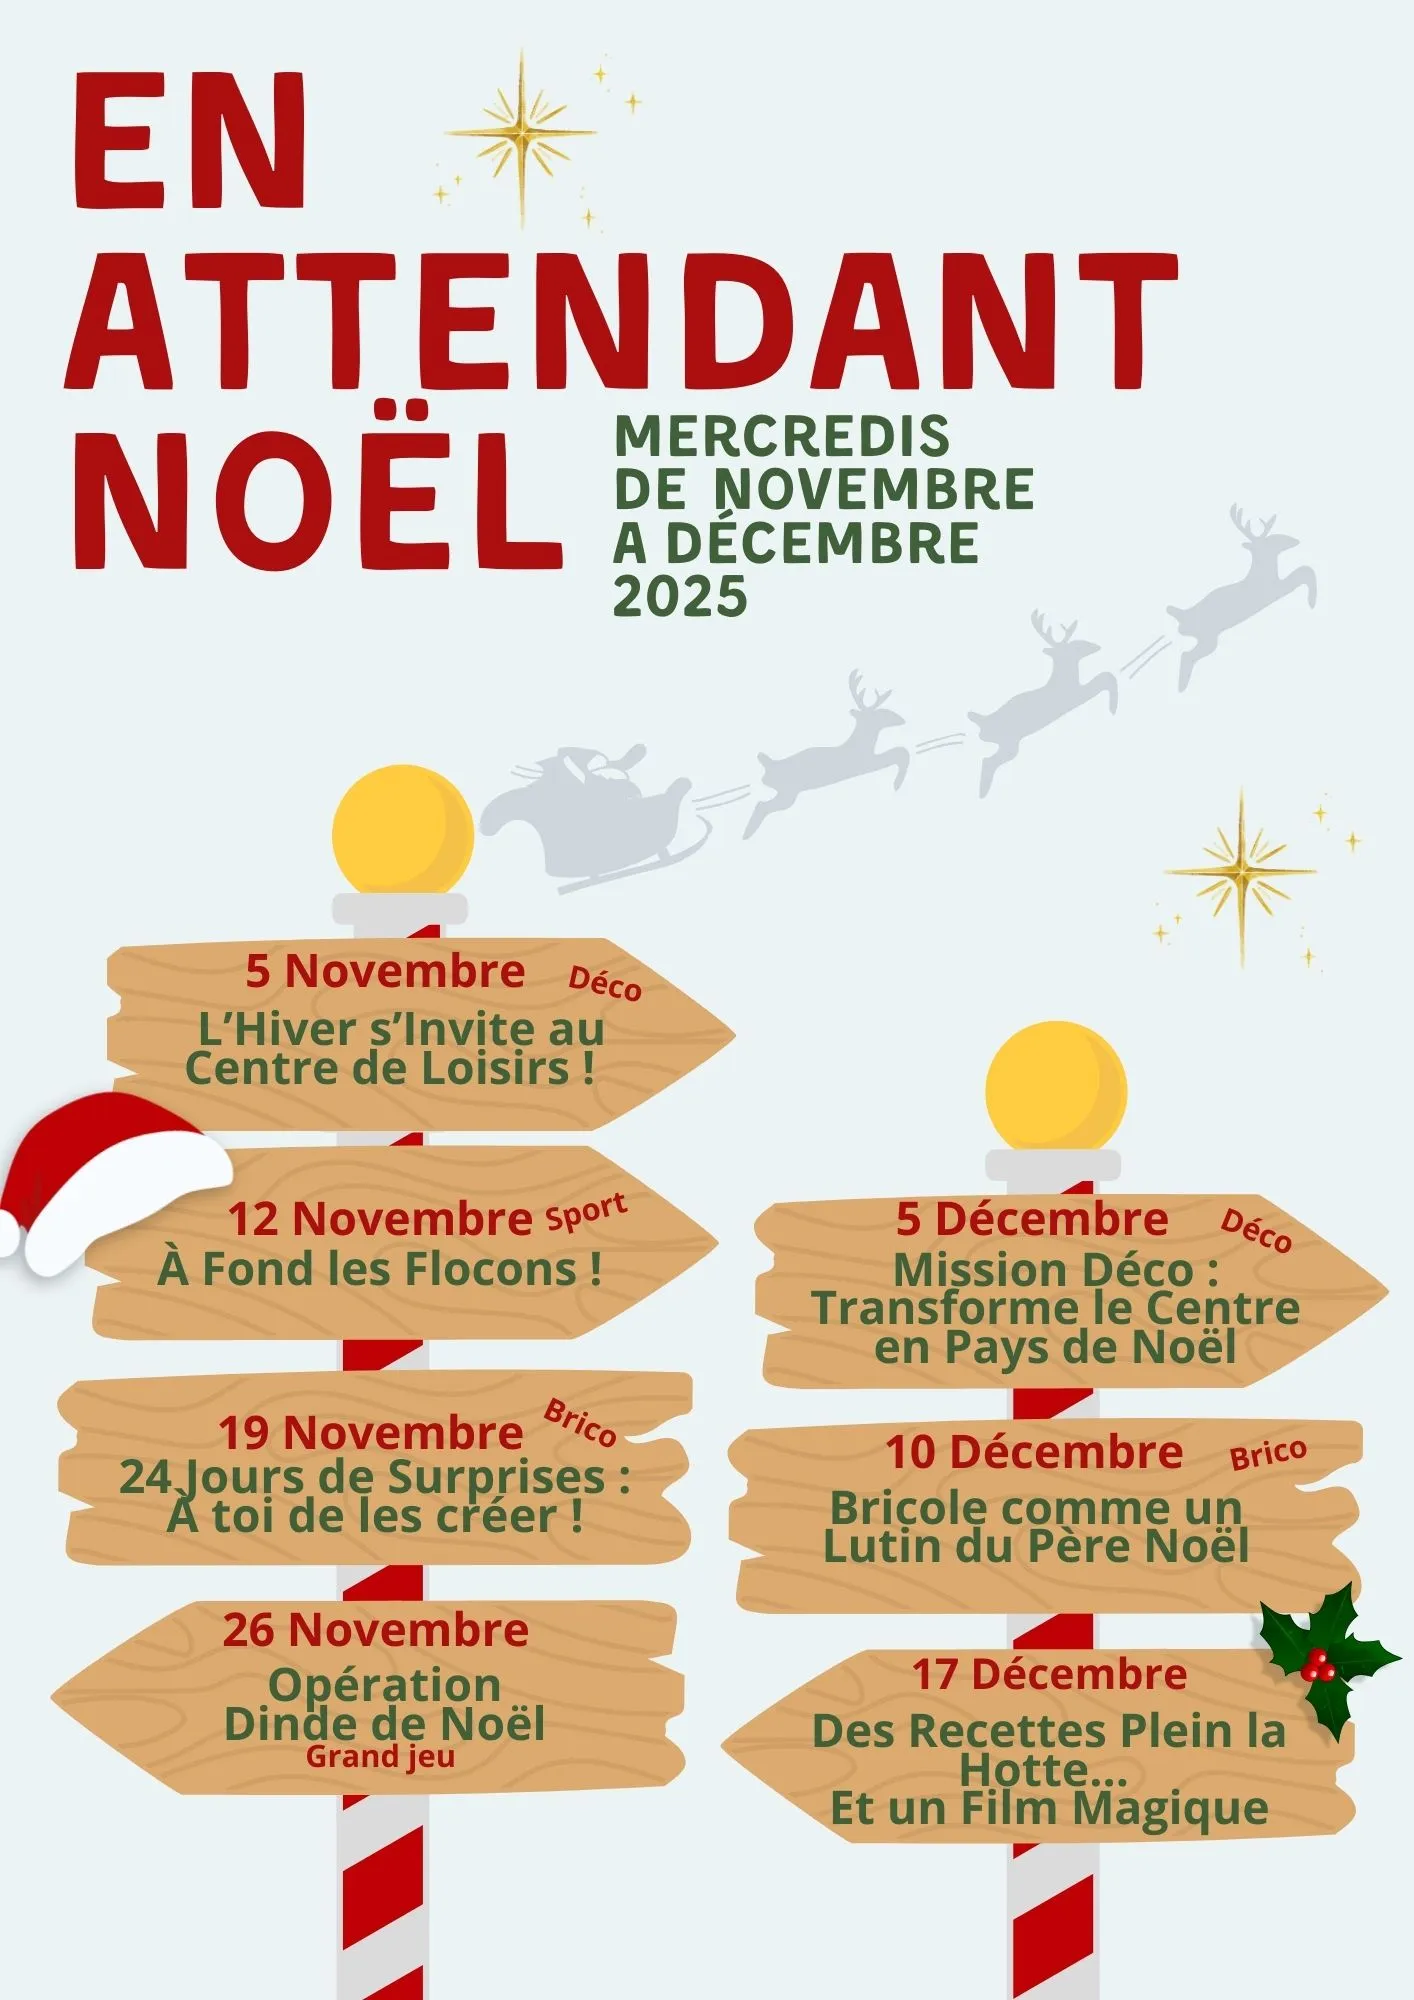 EN
ATTENDANT
NOËL
MERCREDIS
DE NOVEMBRE
A DÉCEMBRE
2025
5 Novembre Déco
L’Hiver s’Invite au
Centre de Loisirs !
12 Novembre Sport
À Fond les Flocons !
19 Novembre Brico
24 Jours de Surprises :
À toi de les créer !
26 Novembre
Opération
Dinde de Noël
Grand jeu
5 Décembre Déco
Mission Déco :
Transforme le Centre
en Pays de Noël
10 Décembre Brico
Bricole comme un
Lutin du Père Noël
17 Décembre
Des Recettes Plein la
Hotte...
Et un Film Magique